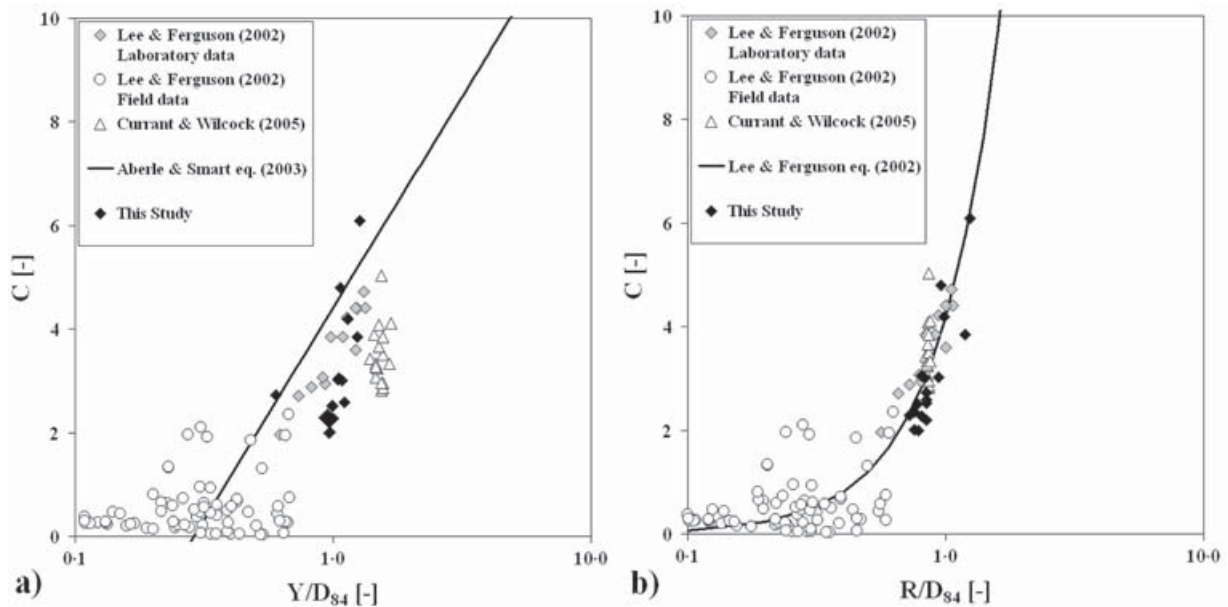 10
Lee & Ferguson (2002)
Laboratory data
Lee & Ferguson (2002)
Field data
Currant & Wilcock (2005)
Aberle & Smart eq. (2003)
This Study
8
6
4
2
0
C [-]
0·1
1·0
10·0
a)
Y/D84 [-]
10
Lee & Ferguson (2002)
Laboratory data
Lee & Ferguson (2002)
Field data
Currant & Wilcock (2005)
Lee & Ferguson eq. (2002)
This Study
8
6
4
2
0
C [-]
0·1
1·0
10·0
b)
R/D84 [-]